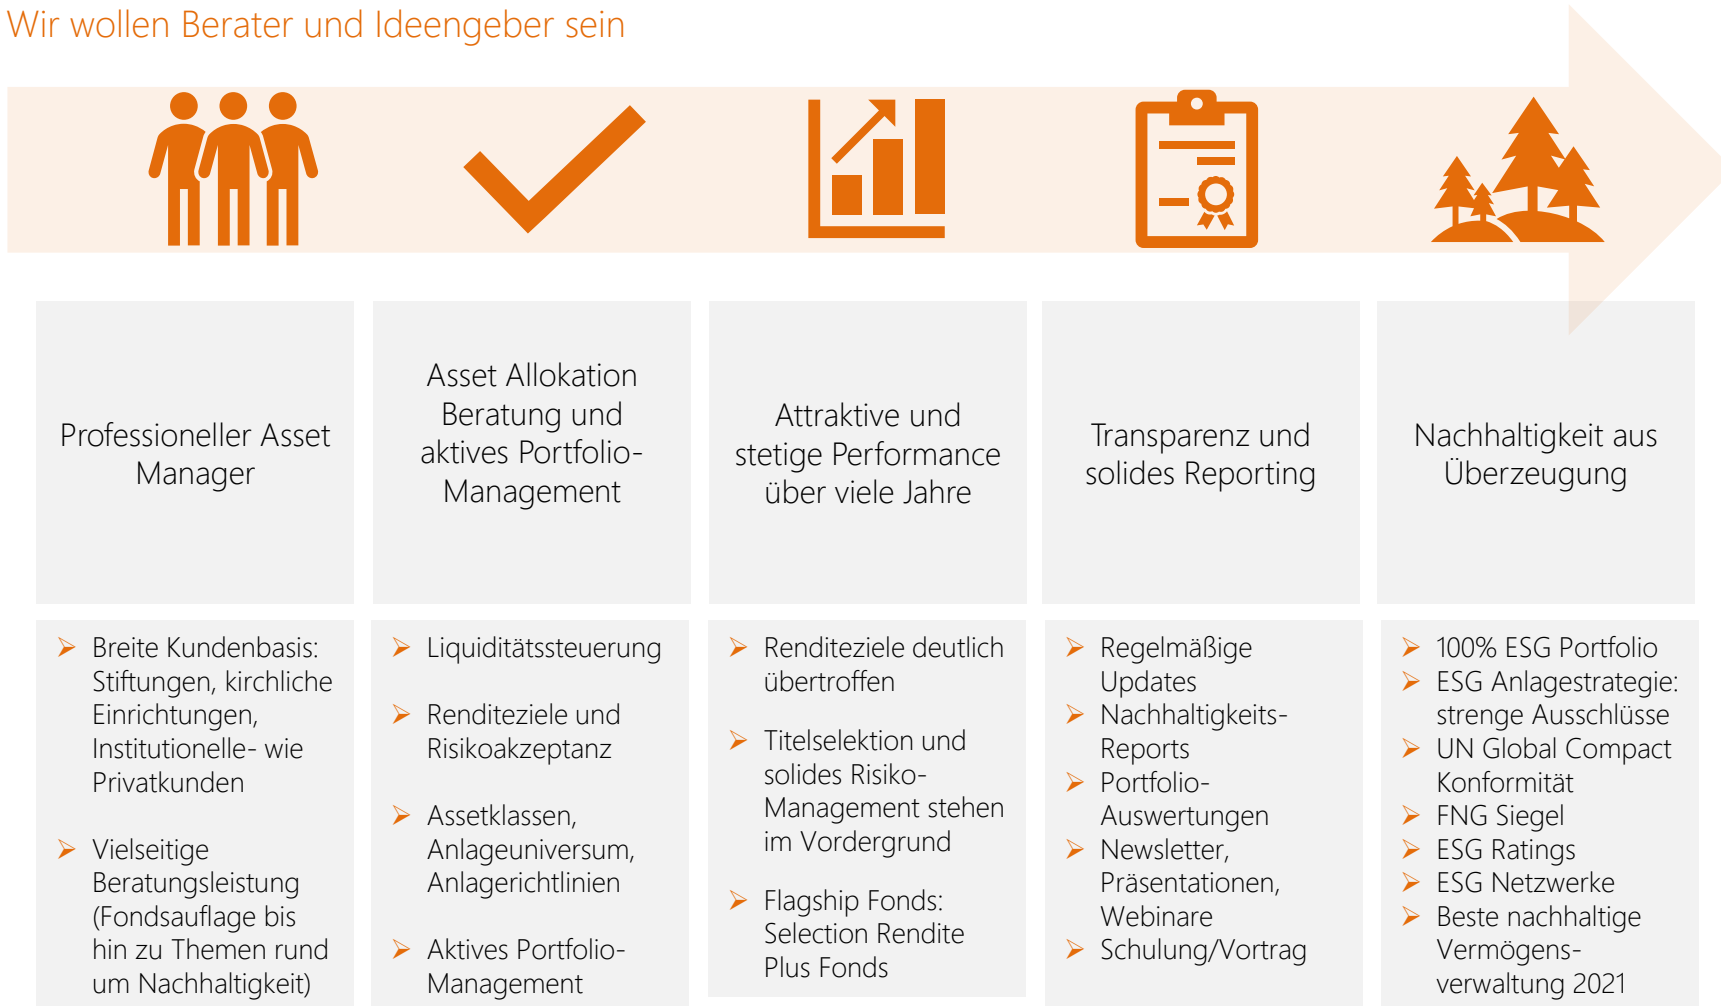 Wir wollen Berater und Ideengeber sein
Professioneller Asset
Manager
Asset Allokation
Beratung und
aktives Portfolio-
Management
Attraktive und
stetige Performance
über viele Jahre
Transparenz und
solides Reporting
Nachhaltigkeit aus
Überzeugung
➢ Breite Kundenbasis:
Stiftungen, kirchliche
Einrichtungen,
Institutionelle- wie
Privatkunden
➢ Vielseitige
Beratungsleistung
(Fondsauflage bis
hin zu Themen rund
um Nachhaltigkeit)
➢ Liquiditätssteuerung
➢ Renditeziele und
Risikoakzeptanz
➢ Assetklassen,
Anlageuniversum,
Anlagerichtlinien
➢ Aktives Portfolio-
Management
➢ Renditeziele deutlich
übertroffen
➢ Titelselektion und
solides Risiko-
Management stehen
im Vordergrund
➢ Flagship Fonds:
Selection Rendite
Plus Fonds
➢ Regelmäßige
Updates
➢ Nachhaltigkeits-
Reports
➢ Portfolio-
Auswertungen
➢ Newsletter,
Präsentationen,
Webinare
➢ Schulung/Vortrag
➢ 100% ESG Portfolio
➢ ESG Anlagestrategie:
strenge Ausschlüsse
➢ UN Global Compact
Konformität
➢ FNG Siegel
➢ ESG Ratings
➢ ESG Netzwerke
➢ Beste nachhaltige
Vermögens-
verwaltung 2021